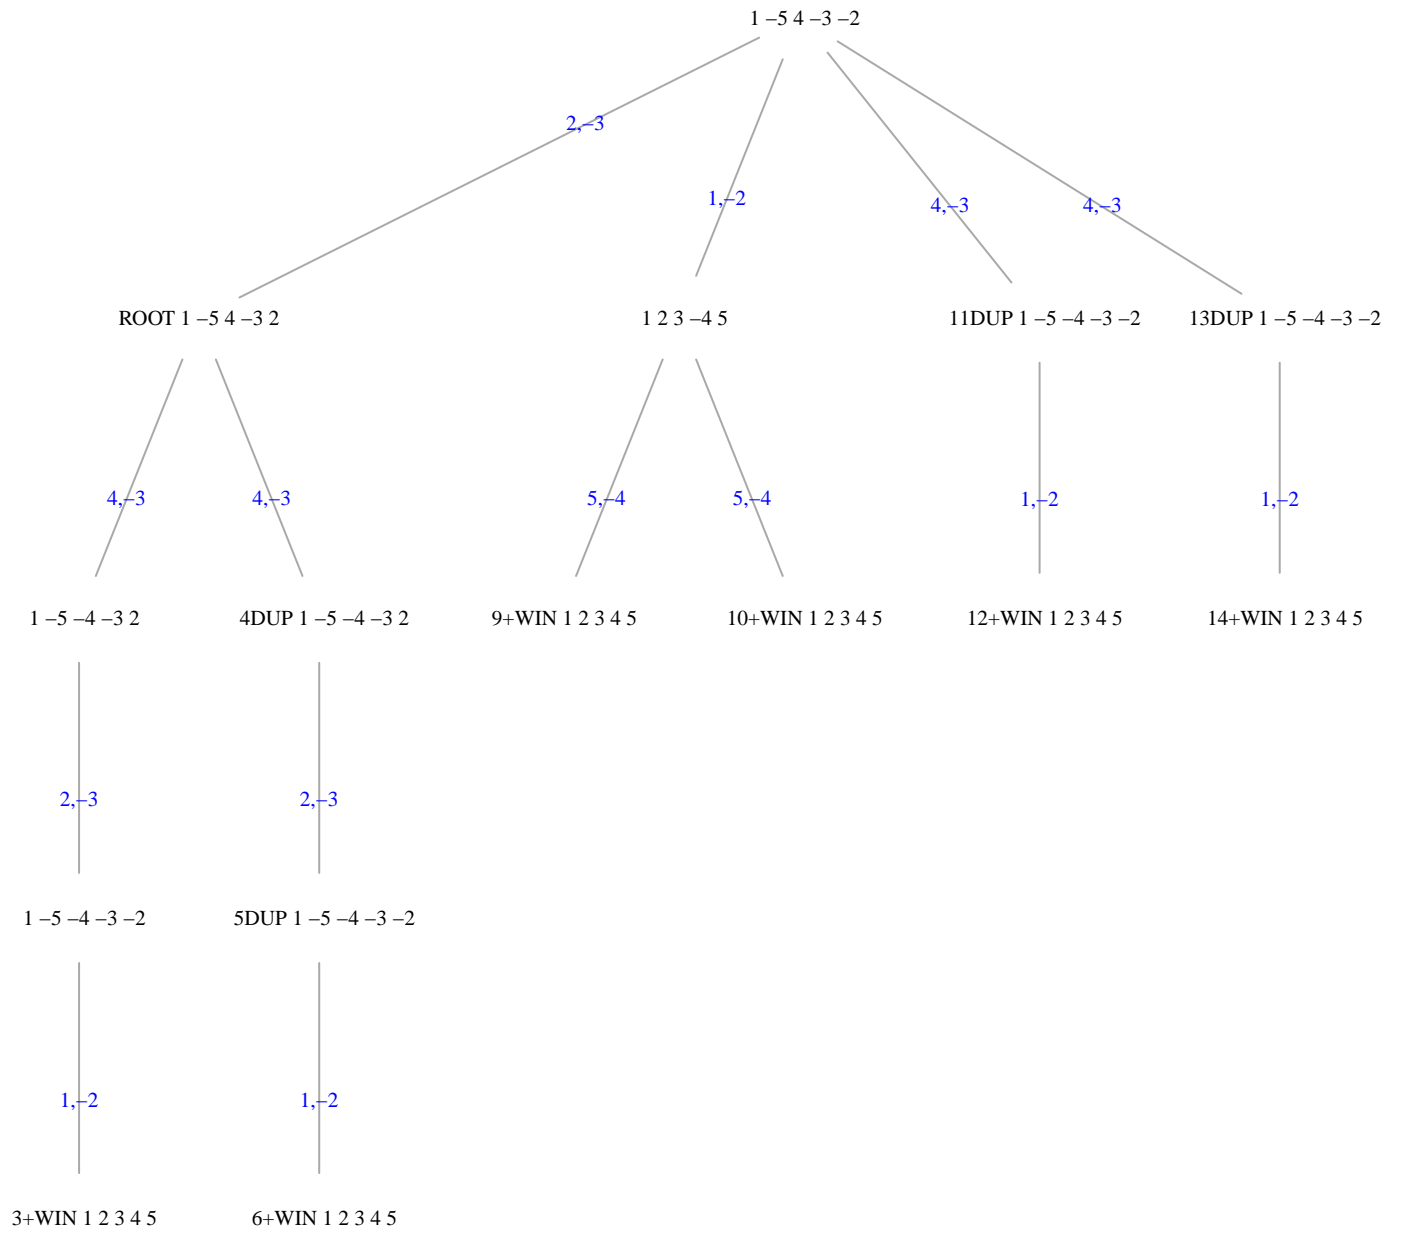 1 –5 4 –3 –2
2,–3
1,–2
4,–3
4,–3
ROOT 1 –5 4 –3 2
1 2 3 –4 5
11DUP 1 –5 –4 –3 –2
13DUP 1 –5 –4 –3 –2
4,–3
4,–3
5,–4
5,–4
1,–2
1,–2
1 –5 –4 –3 2
4DUP 1 –5 –4 –3 2
9+WIN 1 2 3 4 5
10+WIN 1 2 3 4 5
12+WIN 1 2 3 4 5
14+WIN 1 2 3 4 5
2,–3
2,–3
1 –5 –4 –3 –2
5DUP 1 –5 –4 –3 –2
1,–2
1,–2
3+WIN 1 2 3 4 5
6+WIN 1 2 3 4 5